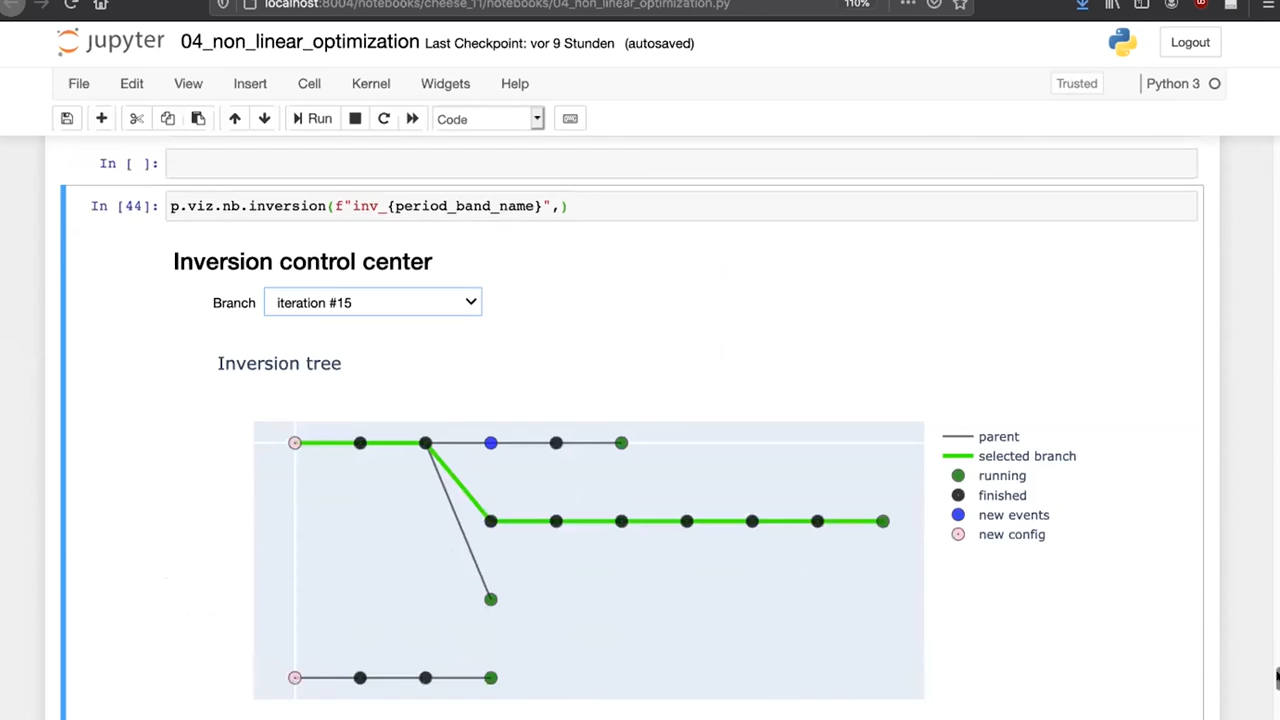 localhost:8004/notebooks/cheese_11/notebooks/04_non_linear_optimization.py
110%
jupyter 04_non_linear_optimization Last Checkpoint: vor 9 Stunden (autosaved)
Logout
File Edit View Insert Cell Kernel Widgets Help
Trusted Python 3
Run Code
In [ ]:
In [44]: p.viz.nb.inversion(f"inv_{period_band_name}",)
Inversion control center
Branch iteration #15
Inversion tree
parent
selected branch
running
finished
new events
new config